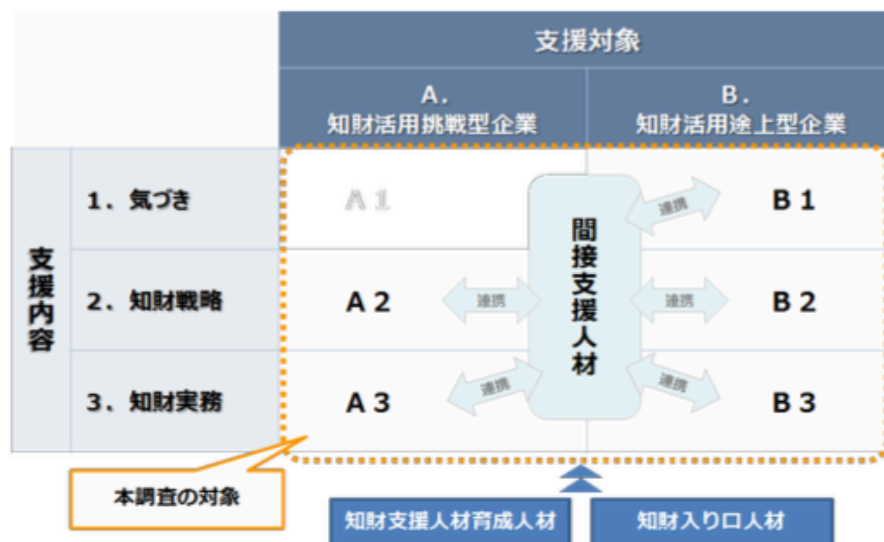 支援対象
A.
知財活用挑戦型企業
B.
知財活用途上型企業
支援内容
1.気づき
A1
連携
B1
2.知財戦略
A2
連携
間接支援人材
連携
B2
3.知財実務
A3
連携
連携
B3
本調査の対象
知財支援人材育成人材
知財入り口人材